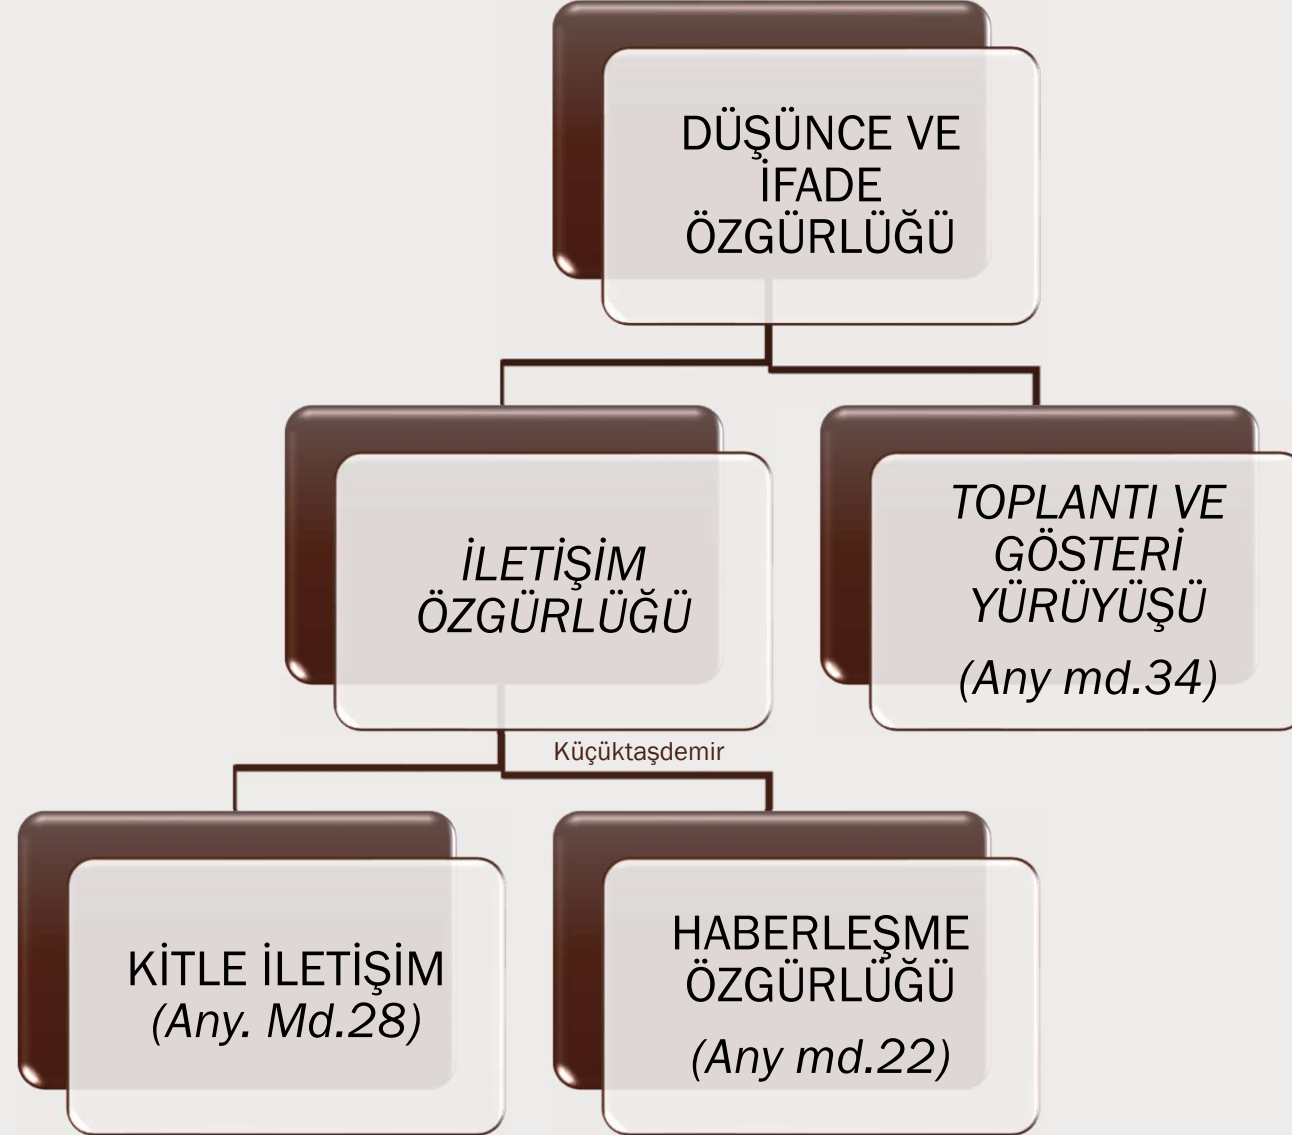 DÜŞÜNCE VE
İFADE
ÖZGÜRLÜĞÜ
İLETİŞİM
ÖZGÜRLÜĞÜ
TOPLANTI VE
GÖSTERİ
YÜRÜYÜŞÜ
(Any md.34)
Küçüktaşdemir
KİTLE İLETİŞİM
(Any. Md.28)
HABERLEŞME
ÖZGÜRLÜĞÜ
(Any md.22)